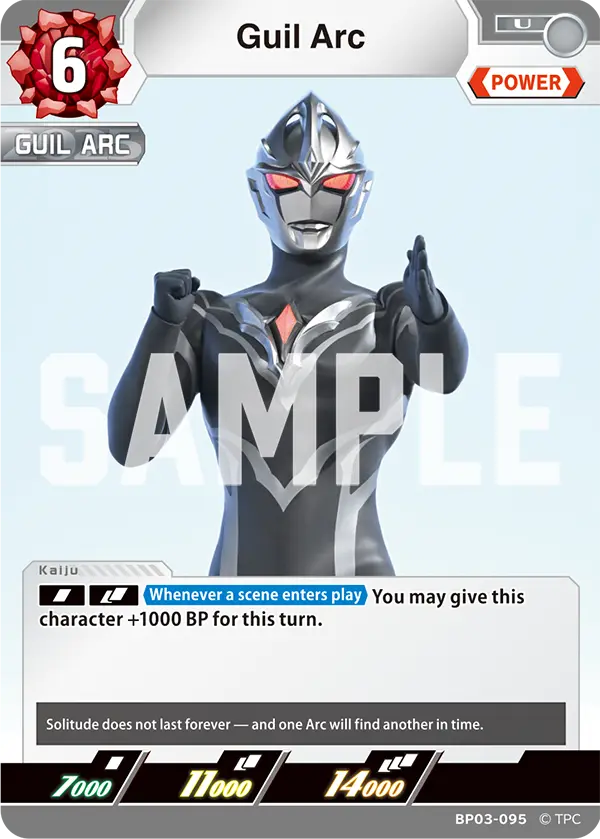 Guil Arc
6
U
POWER
GUIL ARC
SAMPLE
Kaiju
Whenever a scene enters play You may give this
character +1000 BP for this turn.
Solitude does not last forever — and one Arc will find another in time.
7000 11000 14000
BP03-095 © TPC